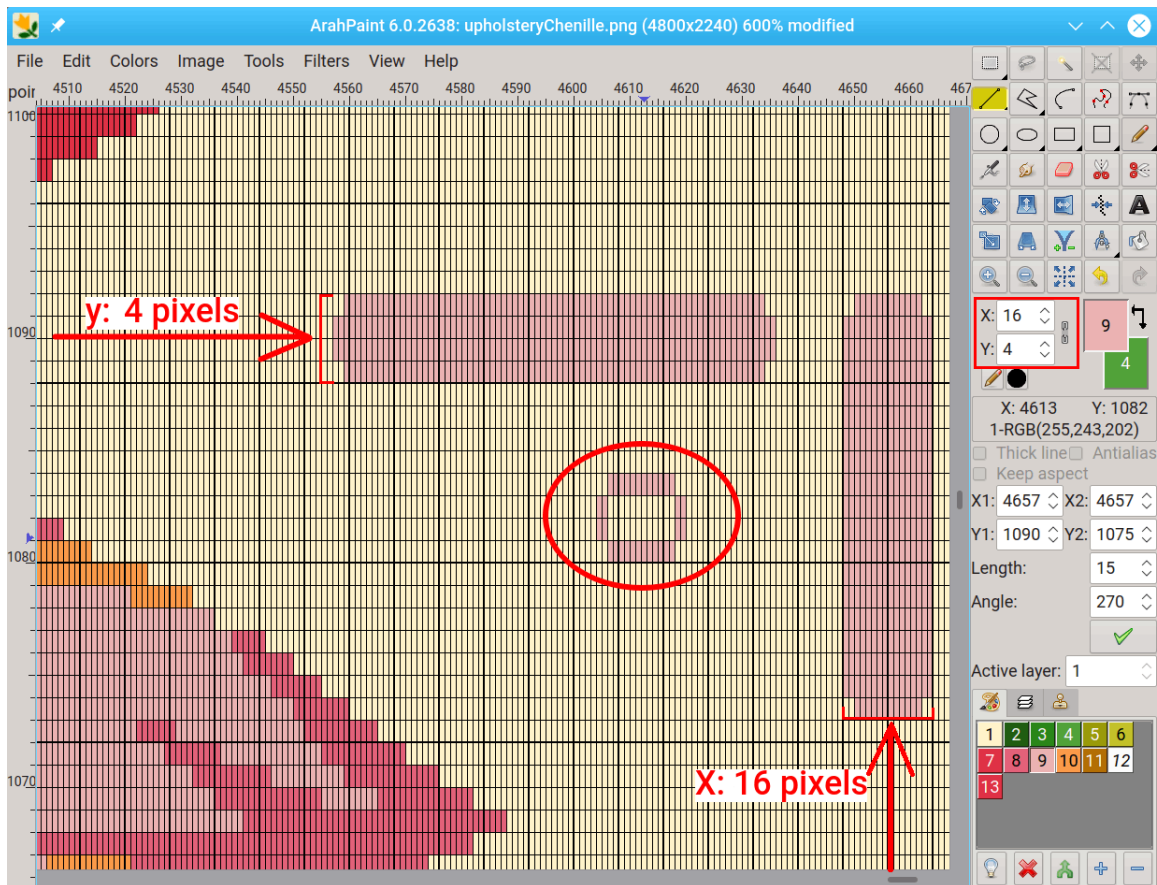 ArahPaint 6.0.2638: upholsteryChenille.png (4800x2240) 600% modified
File Edit Colors Image Tools Filters View Help
4510 4520 4530 4540 4550 4560 4570 4580 4590 4600 4610 4620 4630 4640 4650 4660 467
poir
1100
y: 4 pixels
1090
1080
1070
X: 16 pixels
A
X: 16
Y: 4
9
4
X: 4613 Y: 1082
1-RGB(255,243,202)
Thick line Antialias
Keep aspect
X1: 4657 X2: 4657
Y1: 1090 Y2: 1075
Length: 15
Angle: 270
Active layer: 1
1 2 3 4 5 6
7 8 9 10 11 12
13